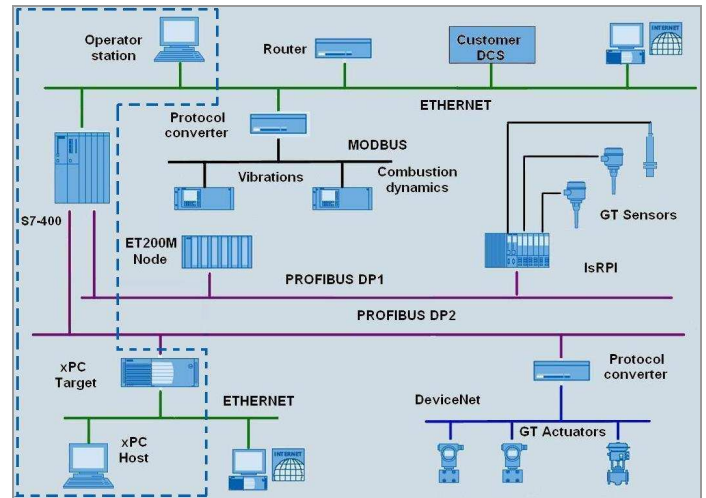 Operator
station
Router
Customer
DCS
INTERNET
ETHERNET
Protocol
converter
MODBUS
Vibrations
Combustion
dynamics
GT Sensors
S7-400
ET200M
Node
IsRPI
PROFIBUS DP1
PROFIBUS DP2
xPC
Target
Protocol
converter
ETHERNET
DeviceNet
GT Actuators
xPC
Host
INTERNET